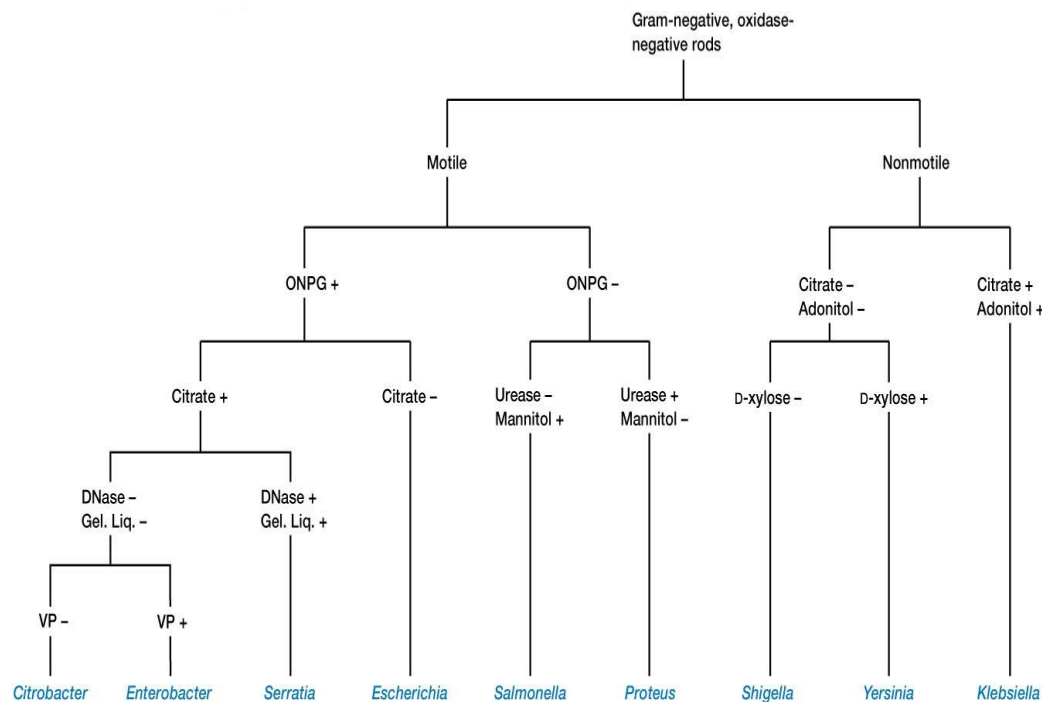 Gram-negative, oxidase-
negative rods
Motile
Nonmotile
ONPG +
ONPG –
Citrate –
Adonitol –
Citrate +
Adonitol +
Citrate +
Citrate –
Urease –
Mannitol +
Urease +
Mannitol –
D-xylose –
D-xylose +
DNase –
Gel. Liq. –
DNase +
Gel. Liq. +
VP –
VP +
Citrobacter
Enterobacter
Serratia
Escherichia
Salmonella
Proteus
Shigella
Yersinia
Klebsiella